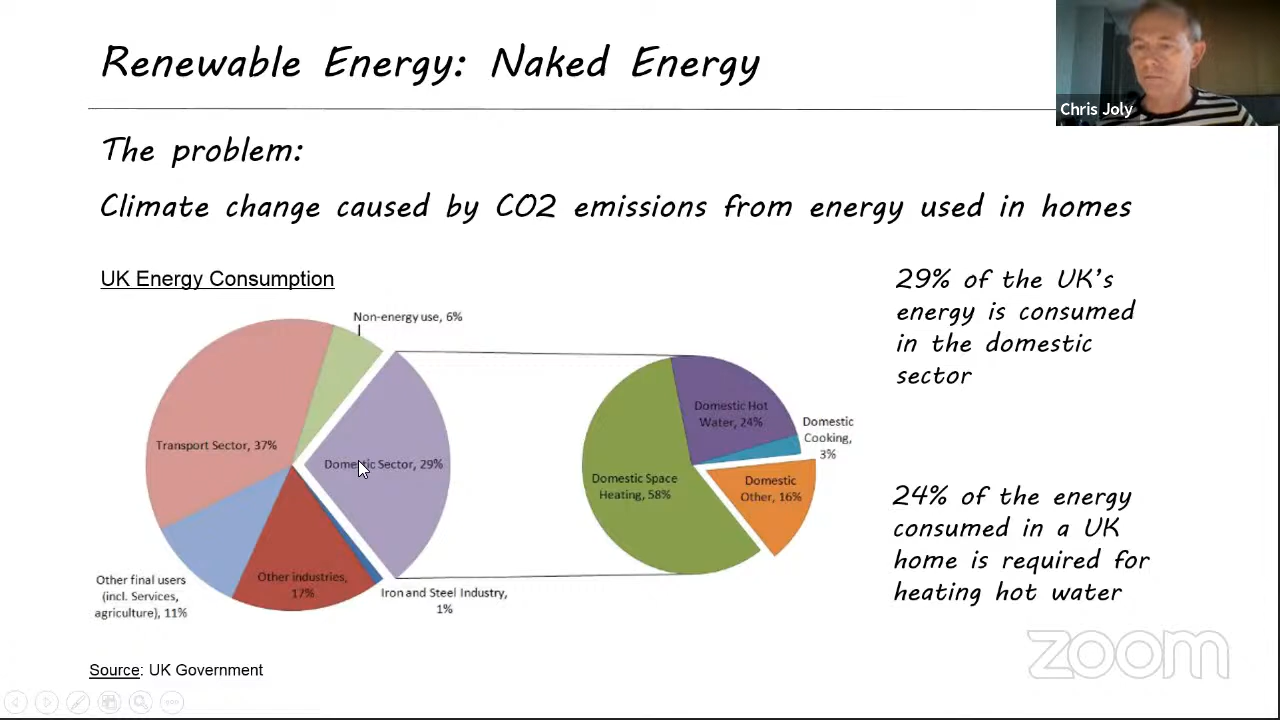 Renewable Energy: Naked Energy
Chris Joly
The problem:
Climate change caused by CO2 emissions from energy used in homes
UK Energy Consumption
Non-energy use, 6%
Transport Sector, 37%
Domestic Sector, 29%
Other final users
(incl. Services,
agriculture), 11%
Other industries,
17%
Iron and Steel Industry,
1%
Domestic Hot
Water, 24%
Domestic
Cooking,
3%
Domestic Space
Heating, 58%
Domestic
Other, 16%
29% of the UK's
energy is consumed
in the domestic
sector
24% of the energy
consumed in a UK
home is required for
heating hot water
Source: UK Government
zoom